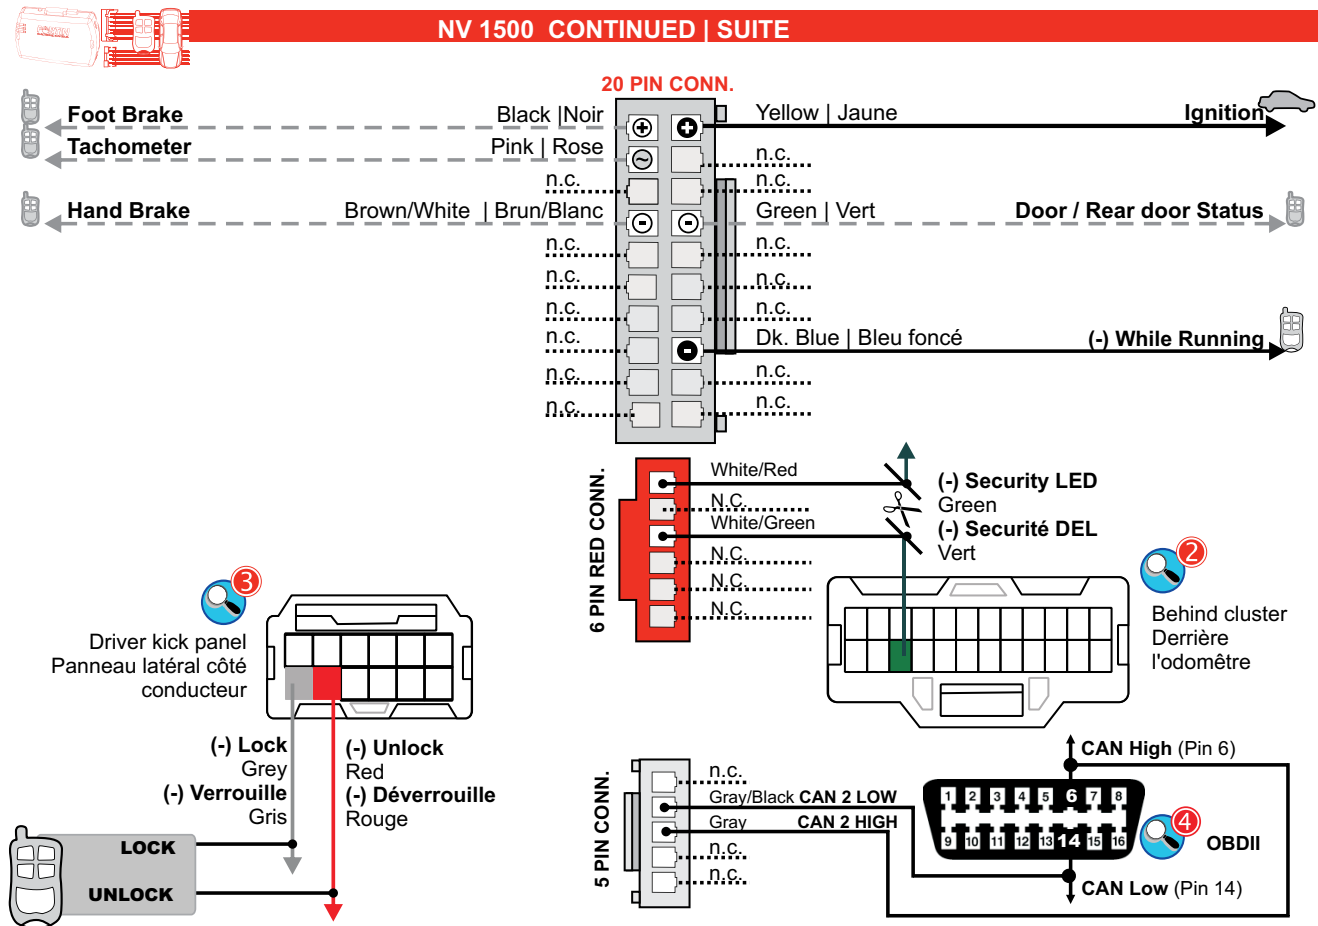 NV 1500 CONTINUED | SUITE
20 PIN CONN.
Foot Brake
Black |Noir
Yellow | Jaune
Ignition
Tachometer
Pink | Rose
n.c.
n.c.
n.c.
Hand Brake
Brown/White | Brun/Blanc
Green | Vert
Door / Rear door Status
n.c.
n.c.
n.c.
n.c.
n.c.
n.c.
n.c.
Dk. Blue | Bleu foncé
(-) While Running
n.c.
n.c.
n.c.
n.c.
6 PIN RED CONN.
White/Red
N.C.
White/Green
N.C.
N.C.
N.C.
(-) Security LED
Green
(-) Securité DEL
Vert
2
Behind cluster
Derrière
l'odomêtre
3
Driver kick panel
Panneau latéral côté
conducteur
(-) Lock
Grey
(-) Verrouille
Gris
(-) Unlock
Red
(-) Déverrouille
Rouge
LOCK
UNLOCK
5 PIN CONN.
n.c.
Gray/Black CAN 2 LOW
Gray CAN 2 HIGH
n.c.
n.c.
CAN High (Pin 6)
1 2 3 4 5 6 7 8
9 10 11 12 13 14 15 16
4
OBDII
CAN Low (Pin 14)